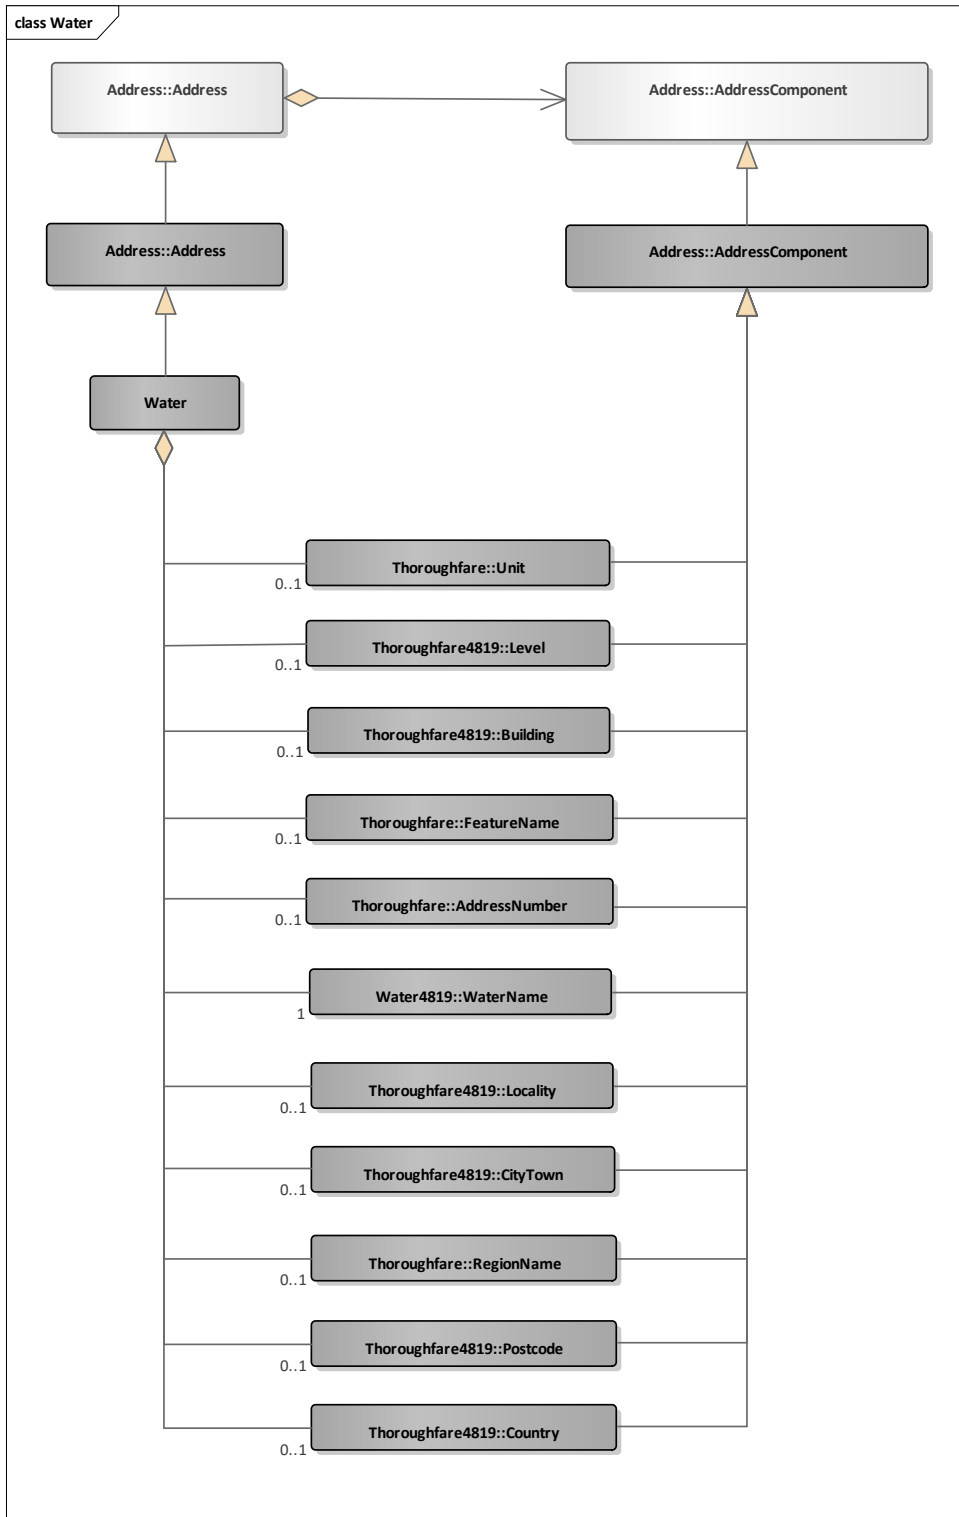 class Water
Address::Address
Address::AddressComponent
Address::Address
Address::AddressComponent
Water
Thoroughfare::Unit
0..1
Thoroughfare4819::Level
0..1
Thoroughfare4819::Building
0..1
Thoroughfare::FeatureName
0..1
Thoroughfare::AddressNumber
0..1
Water4819::WaterName
1
Thoroughfare4819::Locality
0..1
Thoroughfare4819::CityTown
0..1
Thoroughfare::RegionName
0..1
Thoroughfare4819::Postcode
0..1
Thoroughfare4819::Country
0..1